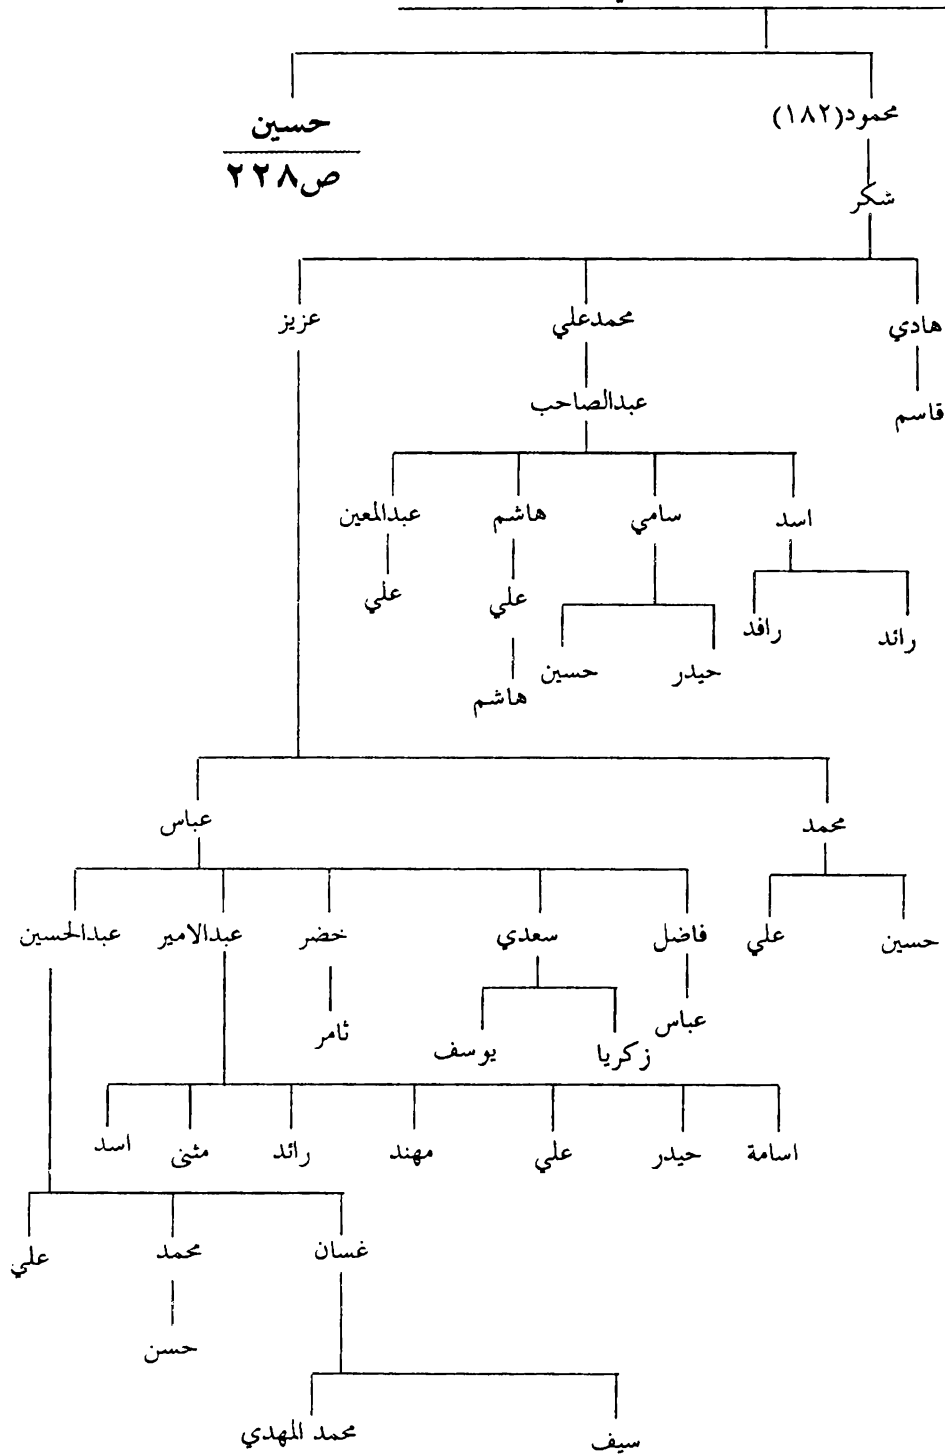 محمود(١٨٢)
حسين
ص٢٢٨
شكر
هادي محمدعلي عزيز
قاسم
عبدالصاحب
اسد سامي هاشم عبدالمعين
رائد رافد
علي علي
حيدر حسين
هاشم
محمد عباس
حسين علي فاضل سعدي خضر عبدالامير عبدالحسين
عباس
زكريا يوسف
ثامر
اسامة حيدر علي مهند رائد مثنى اسد
غسان محمد علي
حسن
سيف محمد المهدي